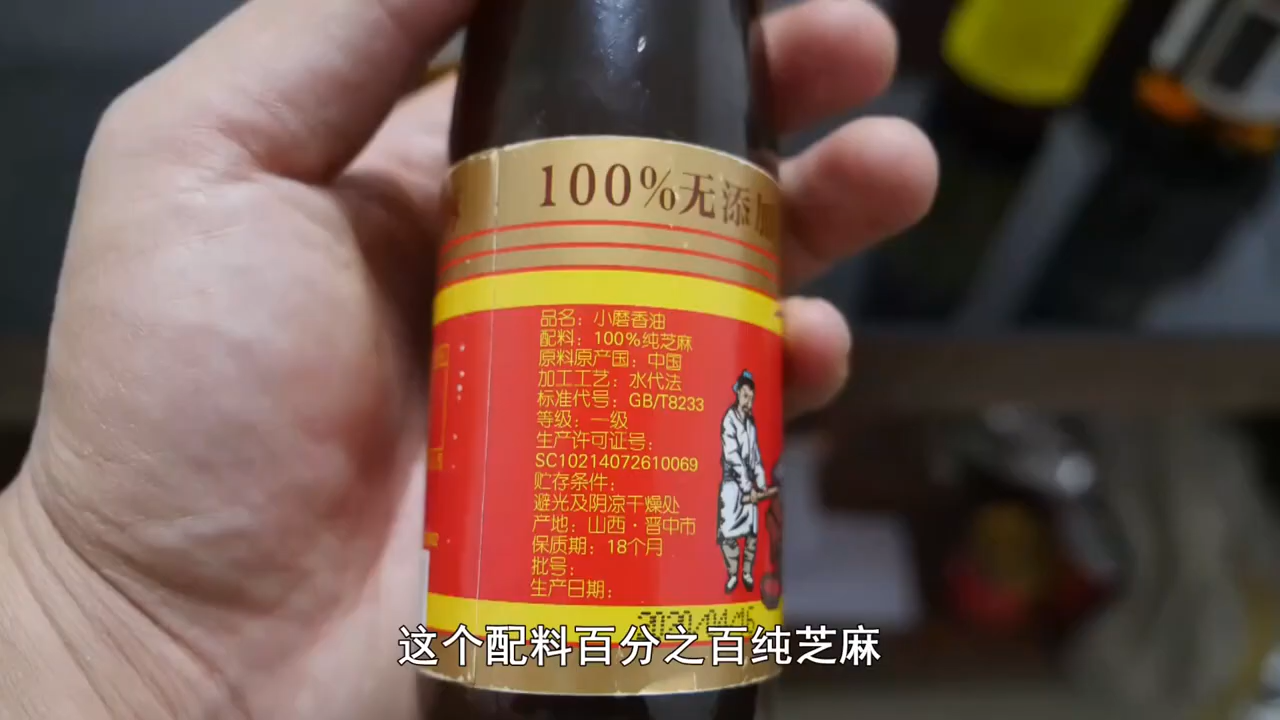 100%无添加
品名：小磨香油
配料：100%纯芝麻
原料原产国：中国
加工工艺：水代法
标准代号：GB/T8233
等级：一级
生产许可证号：
SC10214072610069
贮存条件：
避光及阴凉干燥处
产地：山西·晋中市
保质期：18个月
批号：
生产日期：
2020/04/15
这个配料百分之百纯芝麻